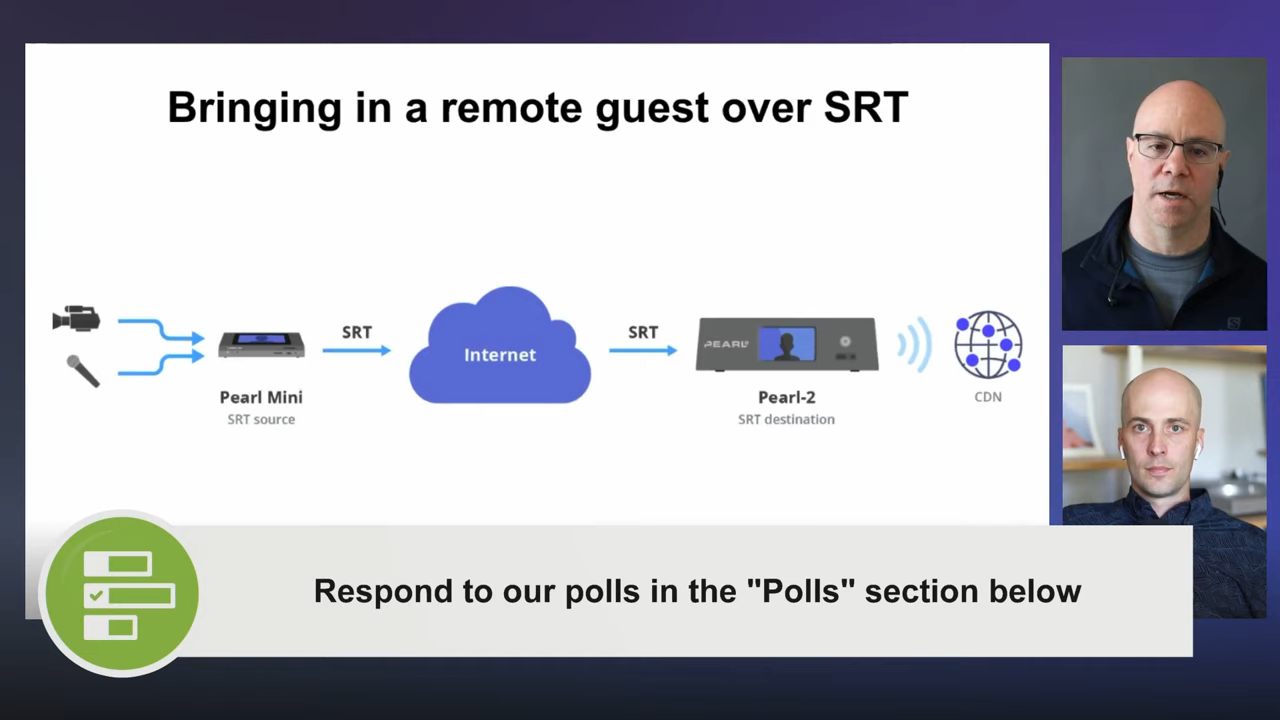 Bringing in a remote guest over SRT
SRT
Internet
SRT
PEARL
Pearl Mini
SRT source
Pearl-2
SRT destination
CDN
Respond to our polls in the "Polls" section below